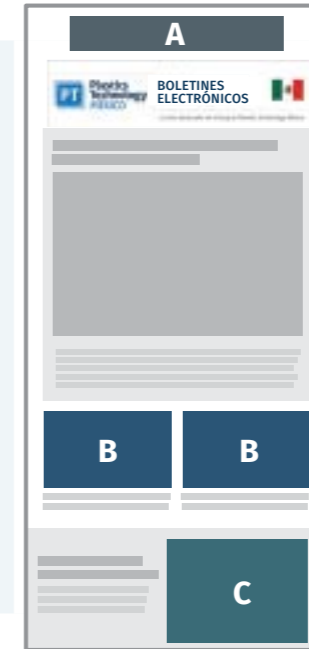 A
PT
Plastics
Technology
MÉXICO
BOLETINES
ELECTRÓNICOS
B B
C